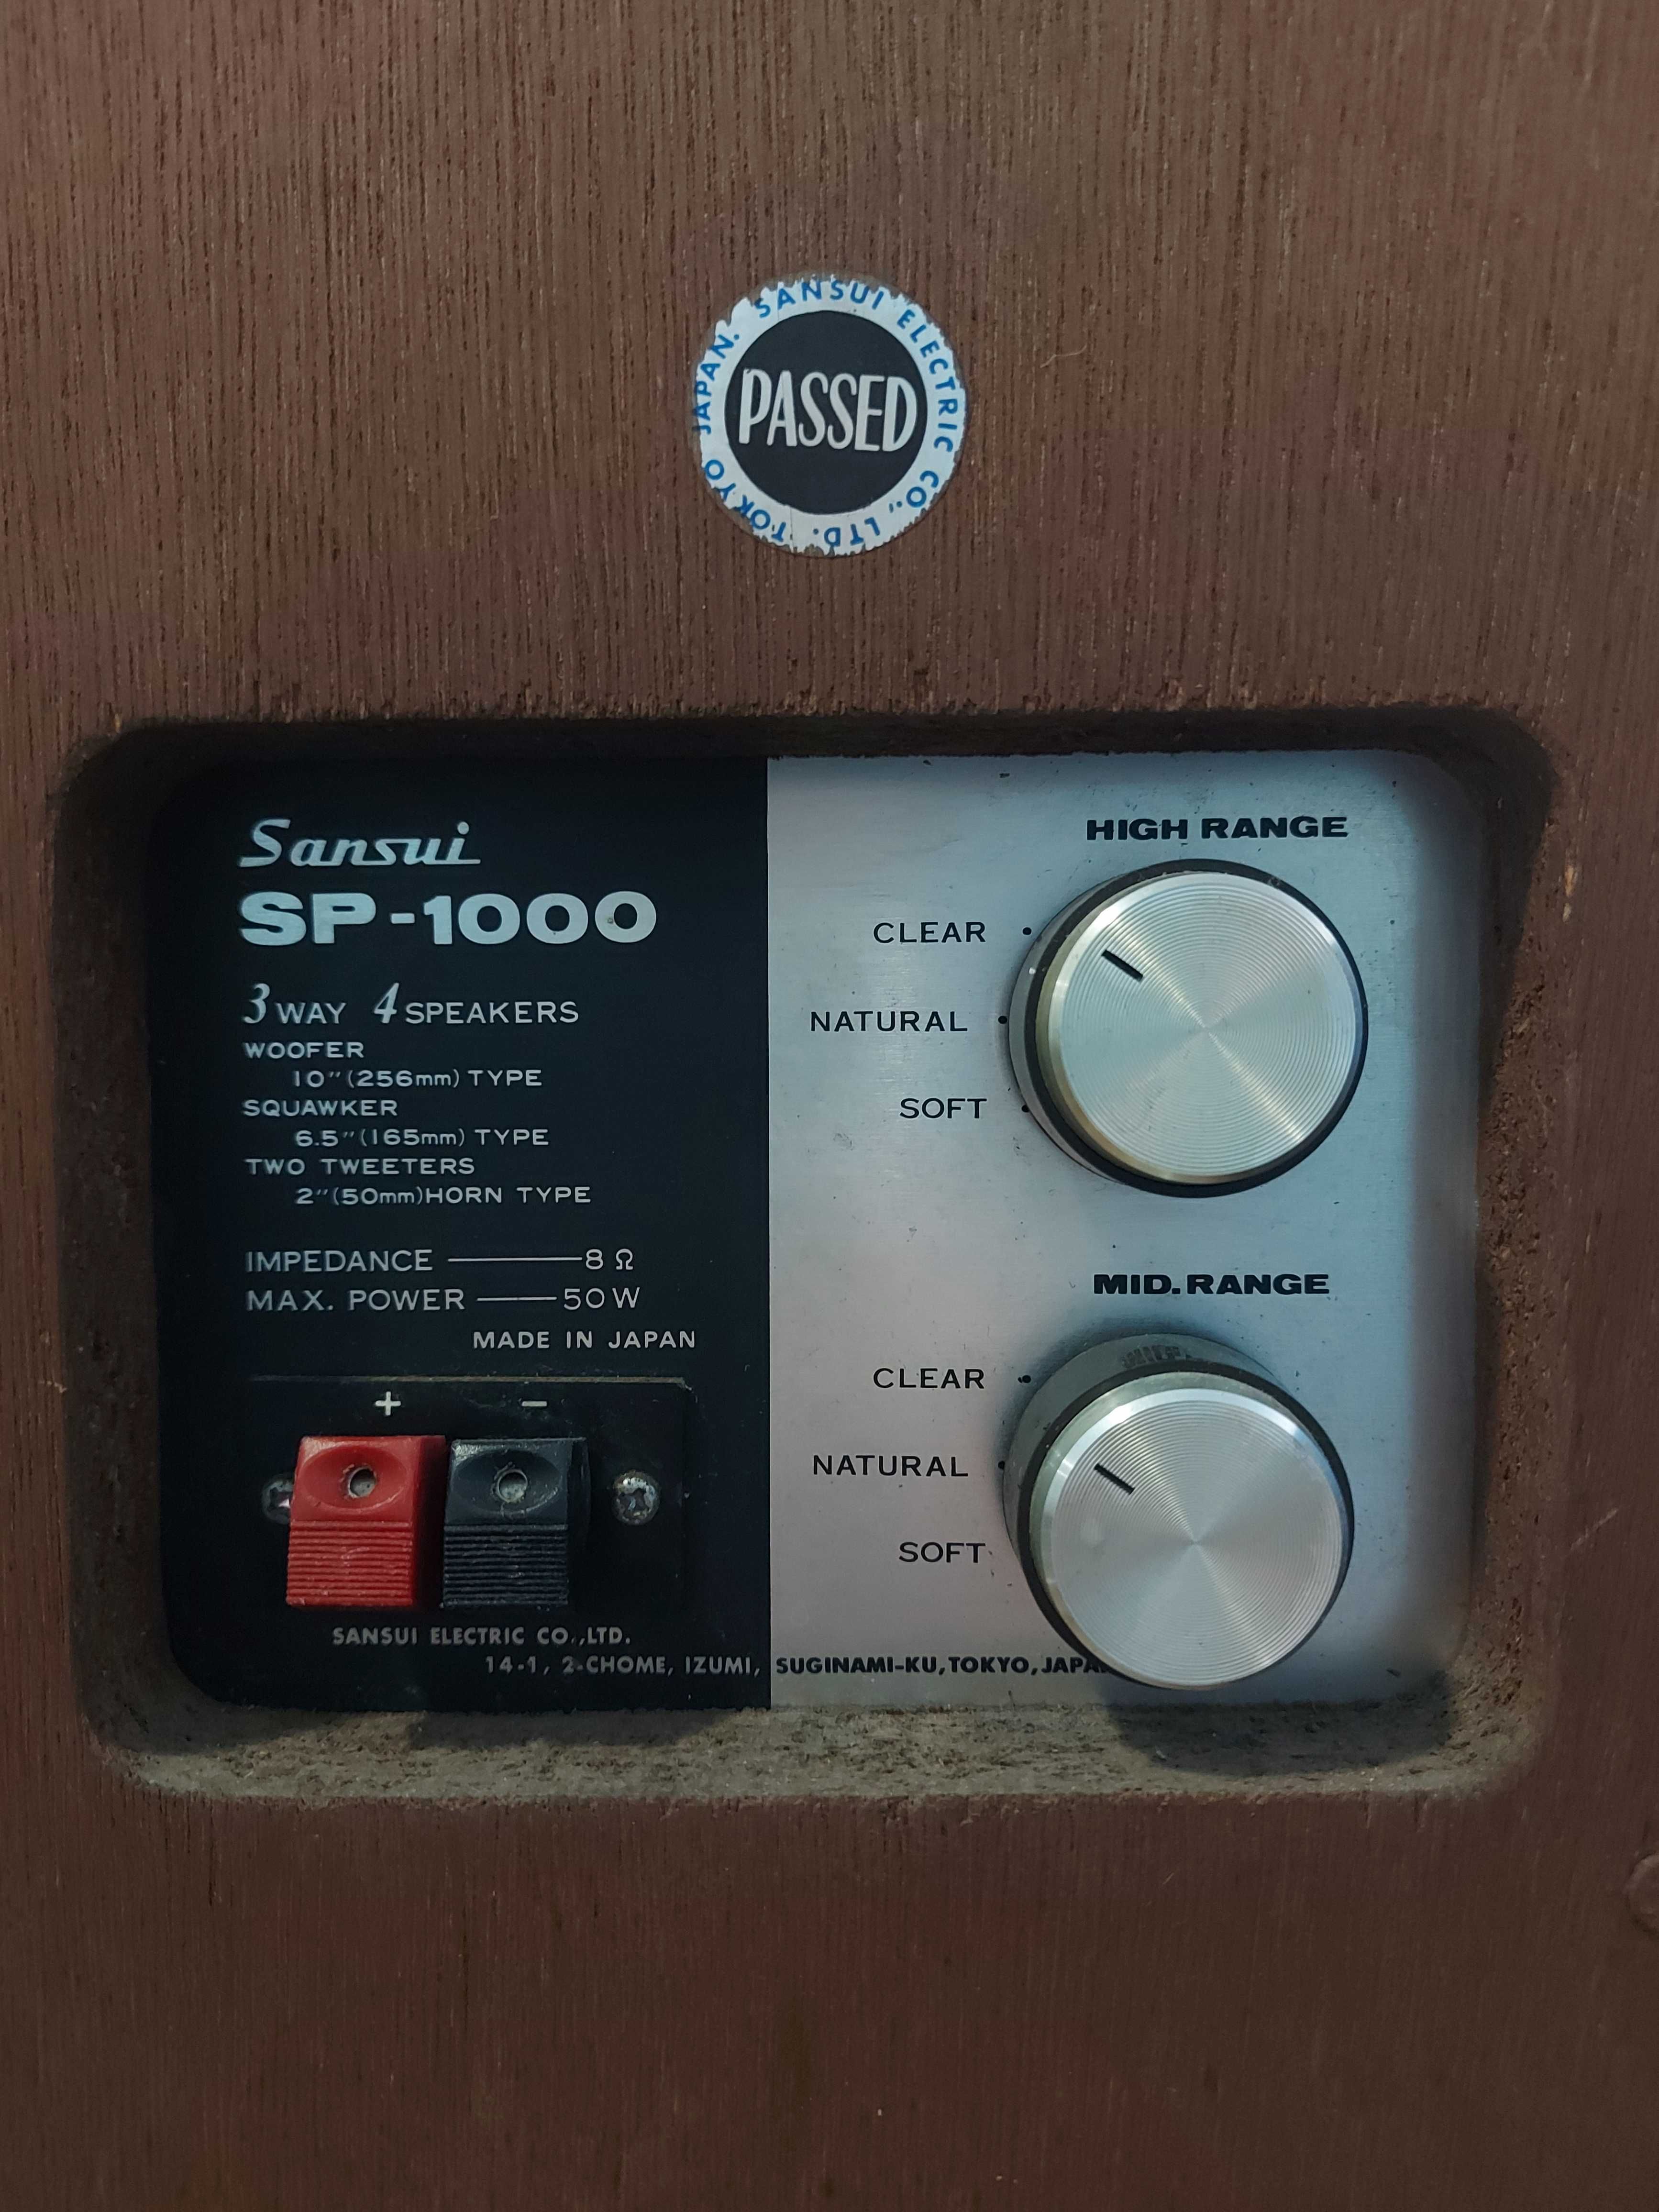 SANSUI ELECTRIC CO., LTD. TOKYO JAPAN.
PASSED
Sansui
SP-1000
3 WAY 4 SPEAKERS
WOOFER
10"(256mm) TYPE
SQUAWKER
6.5"(165mm) TYPE
TWO TWEETERS
2"(50mm)HORN TYPE
IMPEDANCE 8 Ω
MAX. POWER 50 W
MADE IN JAPAN
+ −
SANSUI ELECTRIC CO.,LTD.
14-1, 2-CHOME, IZUMI, SUGINAMI-KU, TOKYO, JAPA
HIGH RANGE
CLEAR
NATURAL
SOFT
MID. RANGE
CLEAR
NATURAL
SOFT